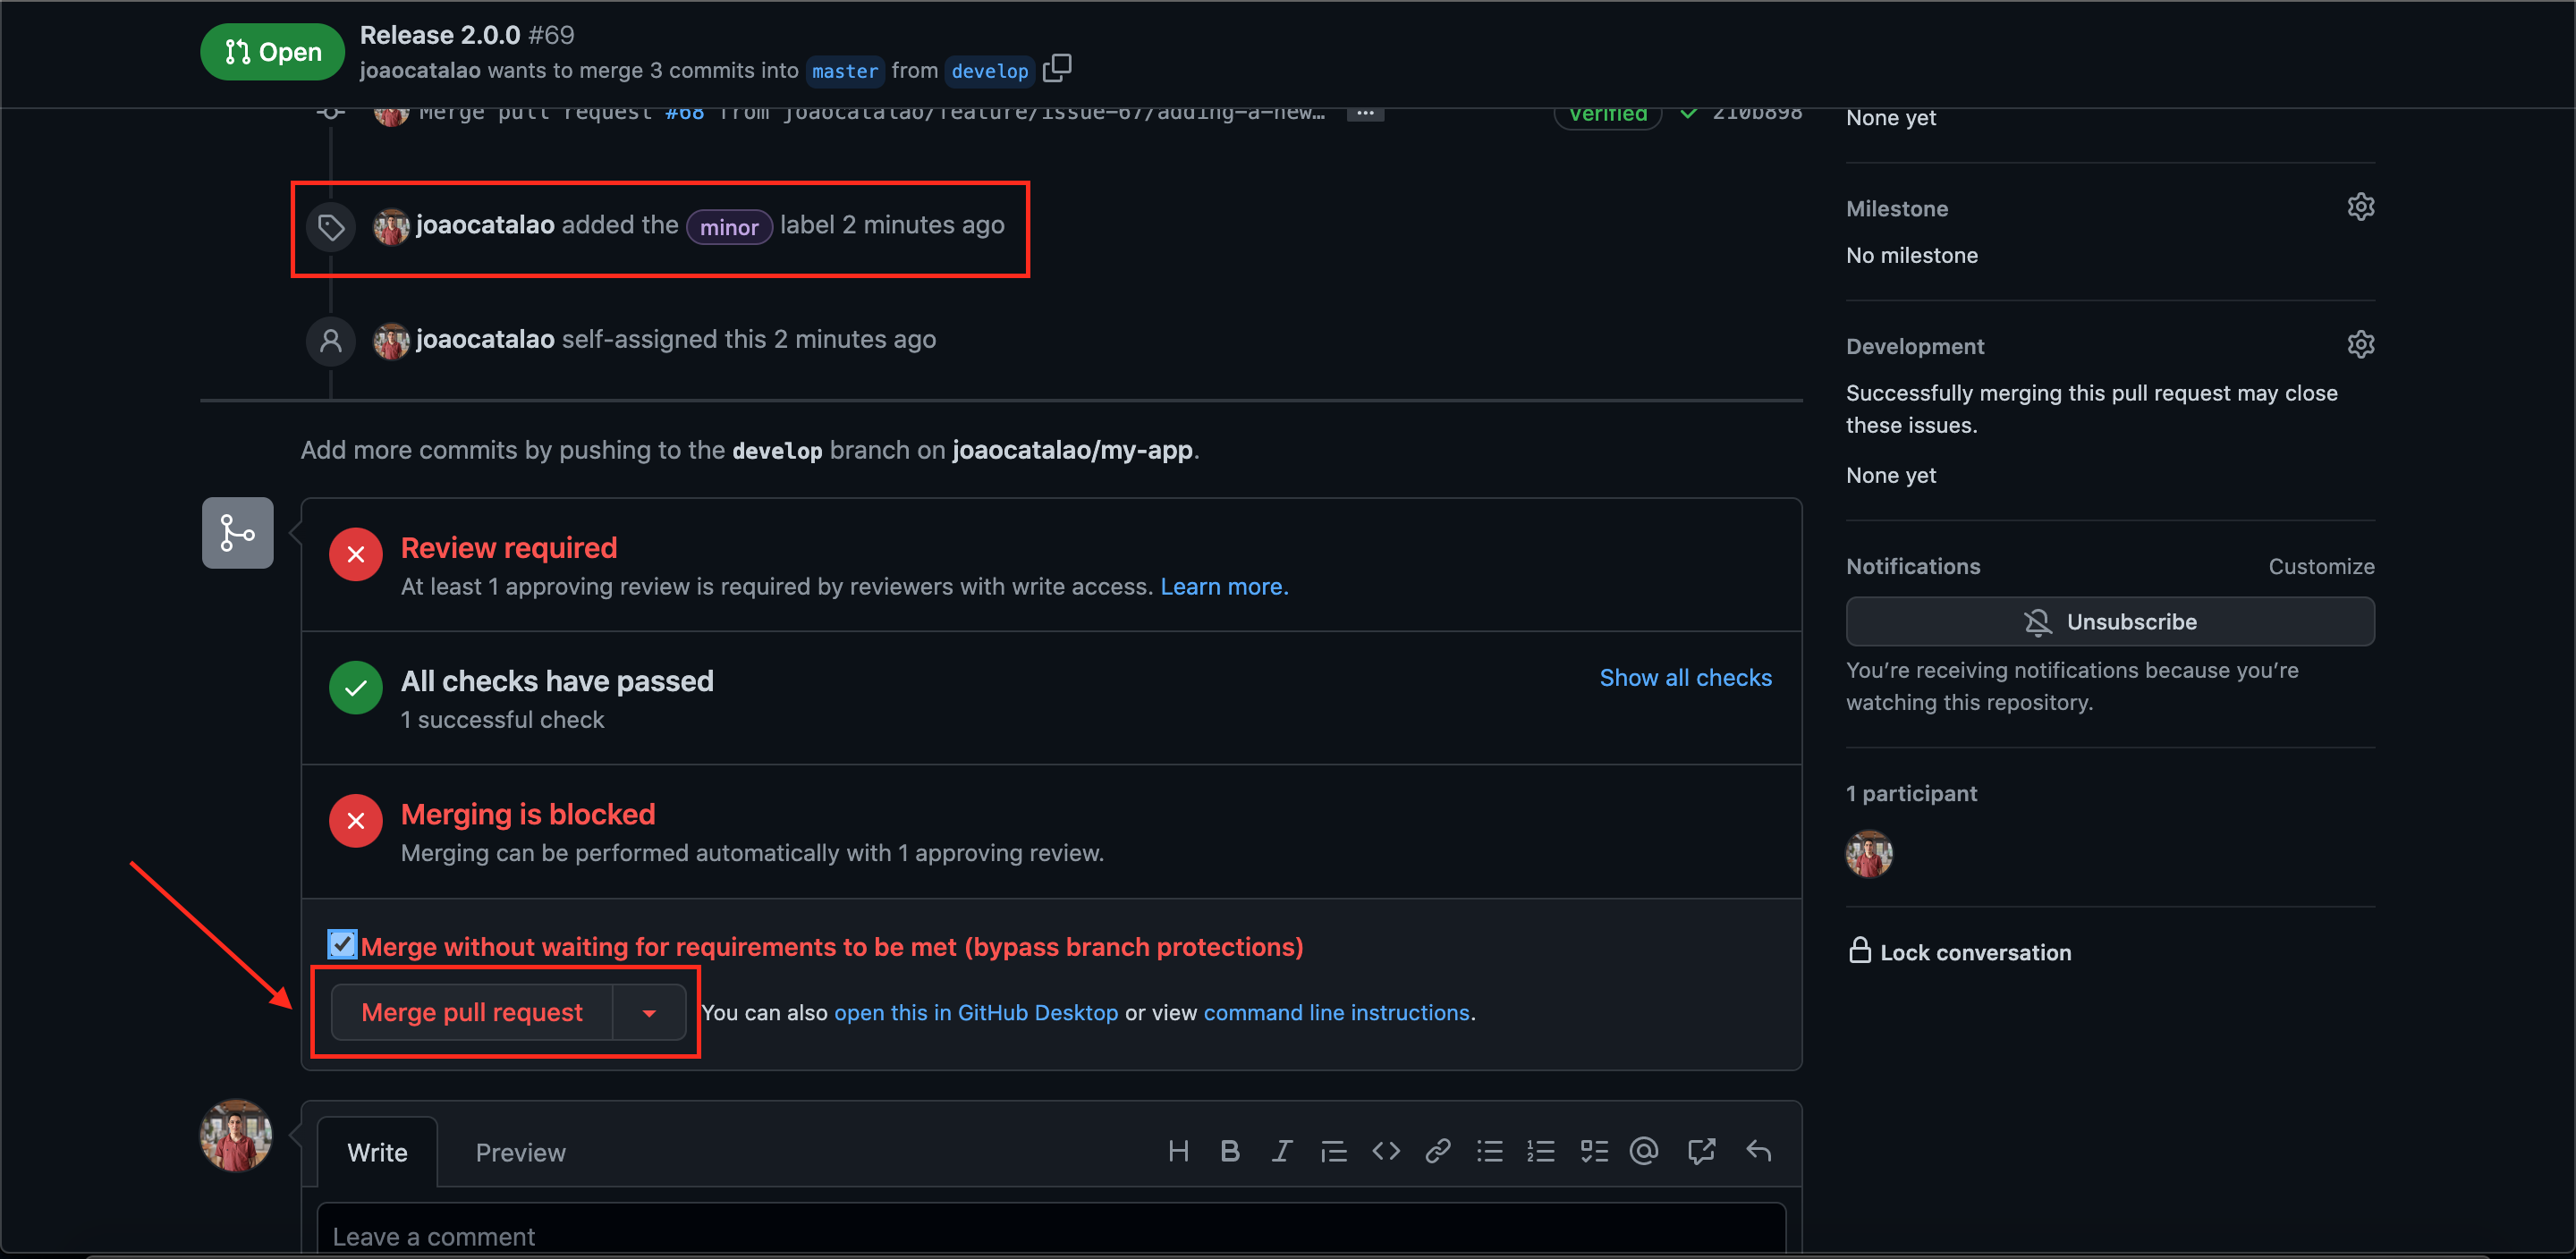 Open
Release 2.0.0 #69
joaocatalao wants to merge 3 commits into master from develop
Merge pull request #68 from joaocatalao/feature/issue-67/adding-a-new… ... Verified 210b898
joaocatalao added the minor label 2 minutes ago
joaocatalao self-assigned this 2 minutes ago
Add more commits by pushing to the develop branch on joaocatalao/my-app.
Review required
At least 1 approving review is required by reviewers with write access. Learn more.
All checks have passed
1 successful check
Show all checks
Merging is blocked
Merging can be performed automatically with 1 approving review.
Merge without waiting for requirements to be met (bypass branch protections)
Merge pull request
You can also open this in GitHub Desktop or view command line instructions.
Write
Preview
Leave a comment
None yet
Milestone
No milestone
Development
Successfully merging this pull request may close
these issues.
None yet
Notifications
Customize
Unsubscribe
You’re receiving notifications because you’re
watching this repository.
1 participant
Lock conversation